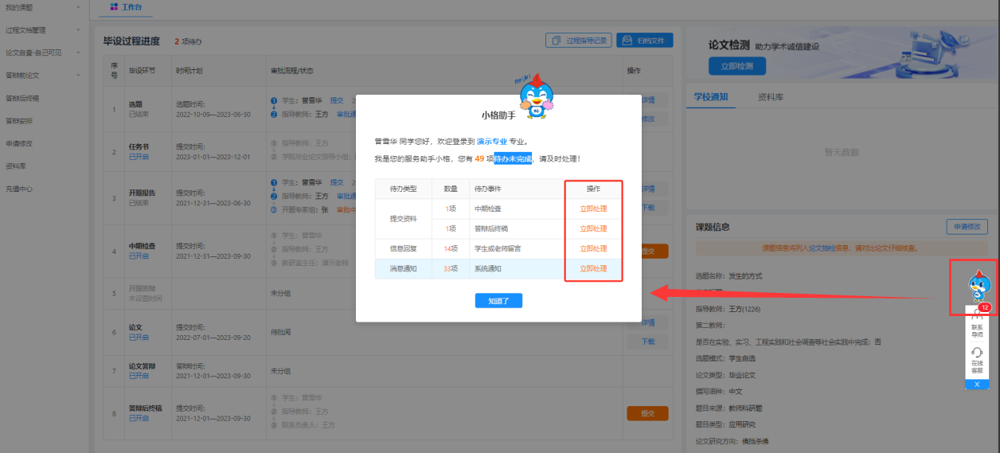 我的课题
过程文档管理
论文自查-自己可见
答辩前论文
答辩后终稿
答辩安排
申请修改
资料库
充值中心
工作台
毕设过程进度 2 项待办
过程指导记录
归档文件
序号 毕设环节 时间计划 审批流程/状态 操作
1 选题 已结束
选题时间:
2022-10-09—2023-06-30
1 学生: 曾雪华 提交
2 指导教师: 王方 审批通
详情
修改
2 任务书 已开启
提交时间:
2023-01-01—2023-12-01
1 指导教师: 王方
2 学院毕业论文指导小组:
3 开题报告 已结束
提交时间:
2021-12-31—2023-06-30
1 学生: 曾雪华 提交
2 指导教师: 王方 审批通
3 开题专家组: 张 审批中
详情
下载
4 中期检查 已开启
提交时间:
2021-12-31—2023-09-30
1 学生: 曾雪华
2 指导教师: 王方
3 教研室主任: 演示老师
提交
5 开题答辩 未设置时间
未分组
6 论文 已开启
提交时间:
2022-07-01—2023-09-20
待批阅
详情
下载
7 论文答辩 已开启
答辩时间:
2021-12-01—2023-09-30
未分组
8 答辩后终稿 已开启
提交时间:
2021-12-01—2023-09-30
1 学生: 曾雪华
2 指导教师: 王方
3 院系负责人: 王方
提交
加油!
小格助手
曾雪华 同学您好，欢迎登录到 演示专业 专业。
我是您的服务助手小格，您有 49 项待办未完成，请及时处理！
待办类型 数量 待办事件 操作
提交资料 1项 中期检查 立即处理
1项 答辩后终稿 立即处理
信息回复 14项 学生或老师留言 立即处理
消息通知 33项 系统通知 立即处理
知道了
论文检测 助力学术诚信建设
立即检测
学校通知 资料库
暂无数据
课题信息
申请修改
课题信息将列入论文抽检信息，请对比论文仔细核查。
选题名称: 发生的方式
指导教师: 王方(1226)
第二教师:
是否在实验、实习、工程实践和社会调查等社会实践中完成: 否
选题模式: 学生自选
论文类型: 毕业论文
撰写语种: 中文
题目来源: 教师科研题
题目类型: 应用研究
论文研究方向: 佛挡杀佛
12
联系
导师
在线
客服
X